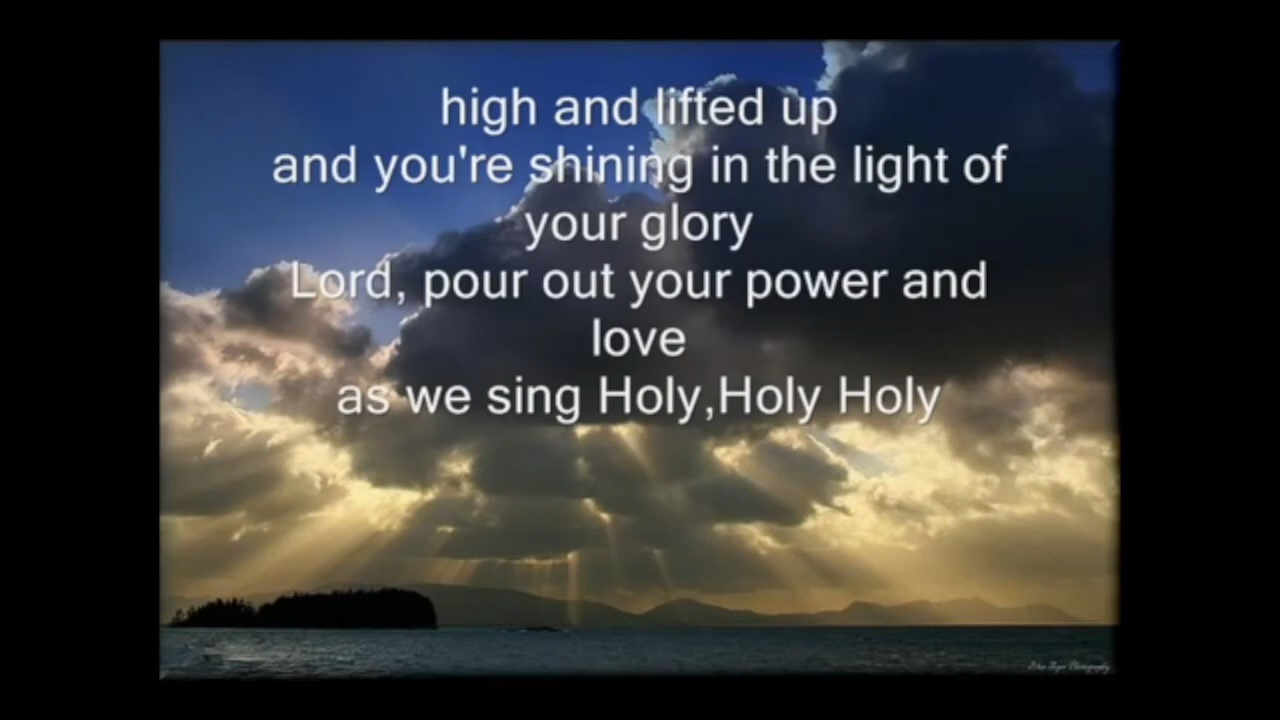 high and lifted up
and you're shining in the light of
your glory
Lord, pour out your power and
love
as we sing Holy,Holy Holy